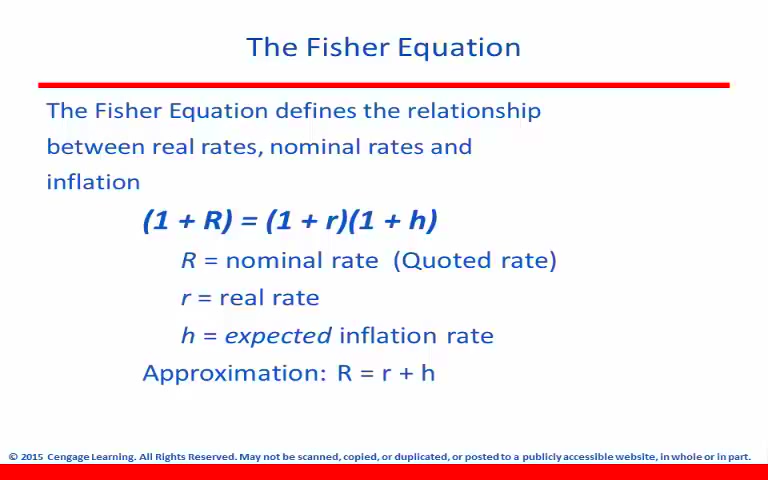 The Fisher Equation
The Fisher Equation defines the relationship
between real rates, nominal rates and
inflation
(1 + R) = (1 + r)(1 + h)
R = nominal rate (Quoted rate)
r = real rate
h = expected inflation rate
Approximation: R = r + h
© 2015 Cengage Learning. All Rights Reserved. May not be scanned, copied, or duplicated, or posted to a publicly accessible website, in whole or in part.